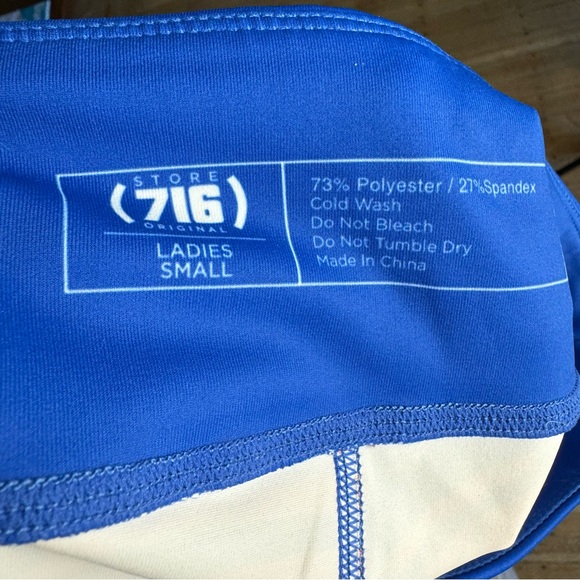 STORE
(716)
ORIGINAL
LADIES
SMALL
73% Polyester / 27%Spandex
Cold Wash
Do Not Bleach
Do Not Tumble Dry
Made In China